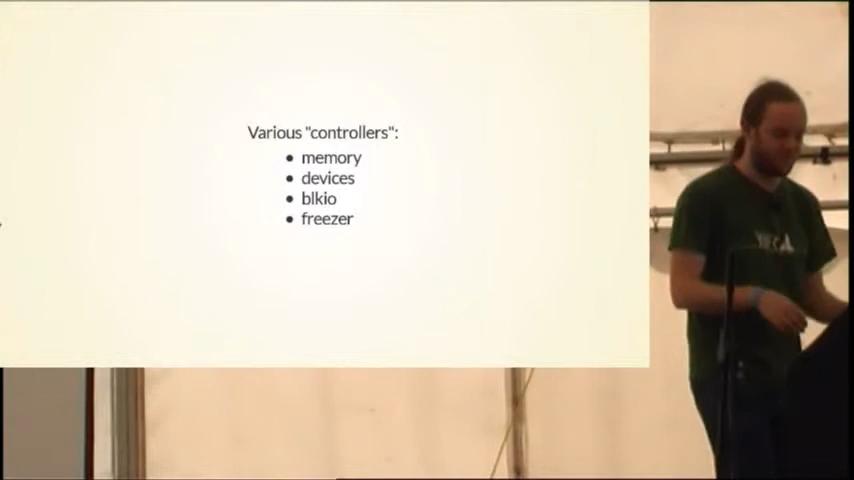 Various "controllers":
• memory
• devices
• blkio
• freezer